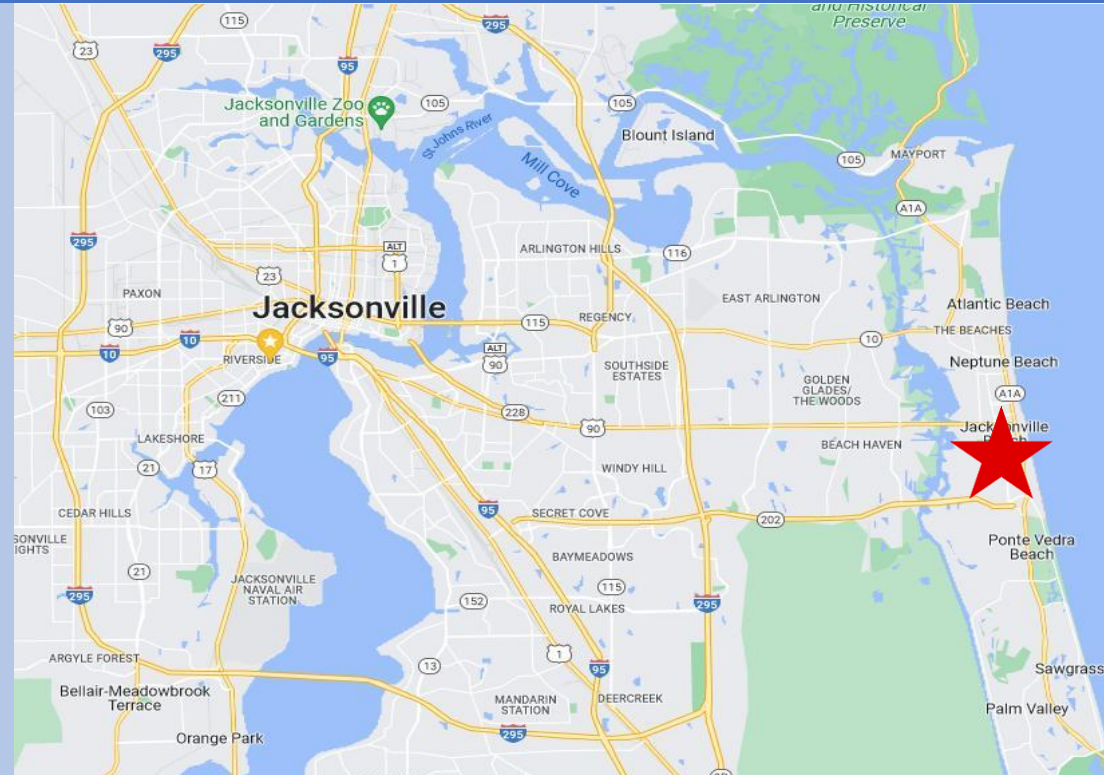 and Historical
Preserve
115
295
23
295
95
Jacksonville Zoo
and Gardens
105
105
St Johns River
Blount Island
Mill Cove
105
MAYPORT
A1A
295
ALT
1
ARLINGTON HILLS
116
23
PAXON
EAST ARLINGTON
Jacksonville
Atlantic Beach
90
115
REGENCY
THE BEACHES
10
10
10
RIVERSIDE
95
ALT
90
SOUTHSIDE
ESTATES
Neptune Beach
GOLDEN
GLADES/
THE WOODS
A1A
211
103
228
90
LAKESHORE
BEACH HAVEN
21
17
WINDY HILL
CEDAR HILLS
95
SECRET COVE
202
SONVILLE
IGHTS
Ponte Vedra
Beach
BAYMEADOWS
21
JACKSONVILLE
NAVAL AIR
STATION
115
295
152
ROYAL LAKES
295
1
ARGYLE FOREST
13
95
Sawgrass
Bellair-Meadowbrook
Terrace
MANDARIN
STATION
DEERCREEK
Palm Valley
295
Orange Park